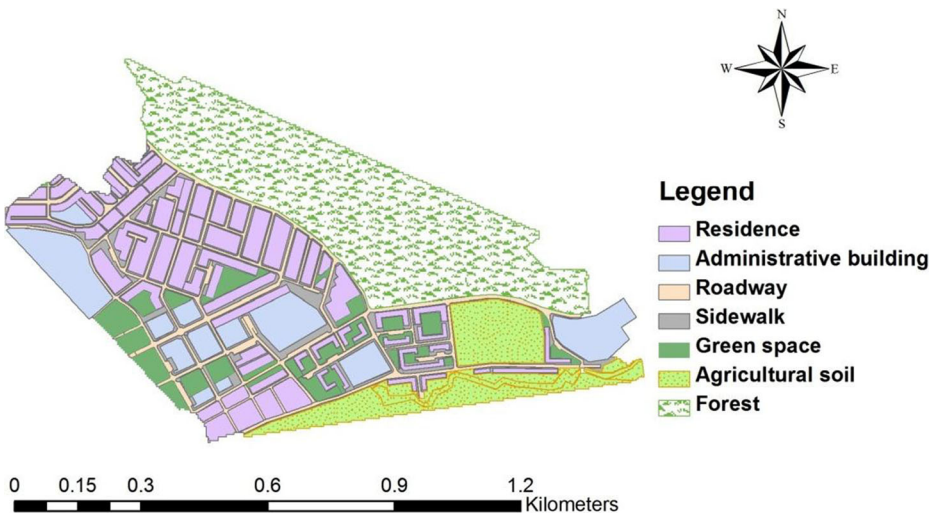 N
W E
S
Legend
Residence
Administrative building
Roadway
Sidewalk
Green space
Agricultural soil
Forest
0 0.15 0.3 0.6 0.9 1.2
Kilometers